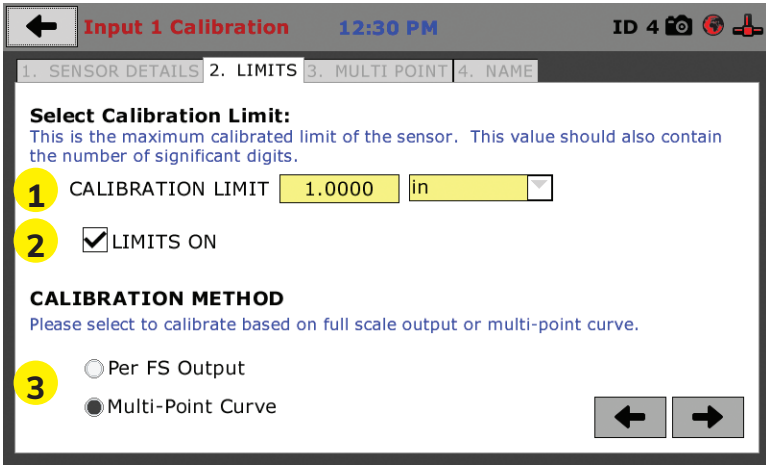 Input 1 Calibration 12:30 PM ID 4
1. SENSOR DETAILS 2. LIMITS 3. MULTI POINT 4. NAME
Select Calibration Limit:
This is the maximum calibrated limit of the sensor. This value should also contain
the number of significant digits.
1 CALIBRATION LIMIT 1.0000 in
2 LIMITS ON
CALIBRATION METHOD
Please select to calibrate based on full scale output or multi-point curve.
Per FS Output
3
Multi-Point Curve